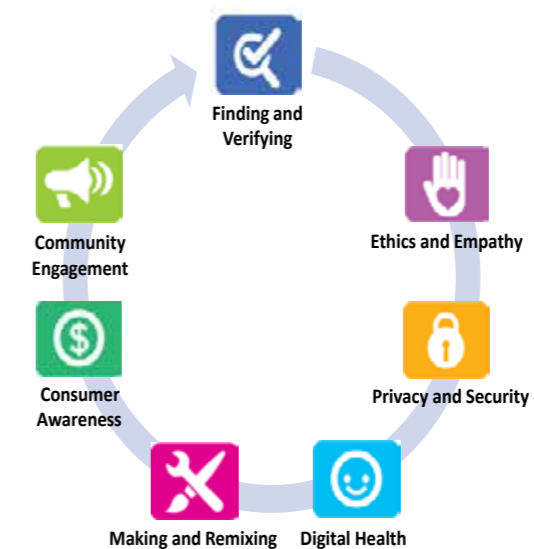 Finding and
Verifying
Ethics and Empathy
Privacy and Security
Digital Health
Making and Remixing
Consumer
Awareness
Community
Engagement